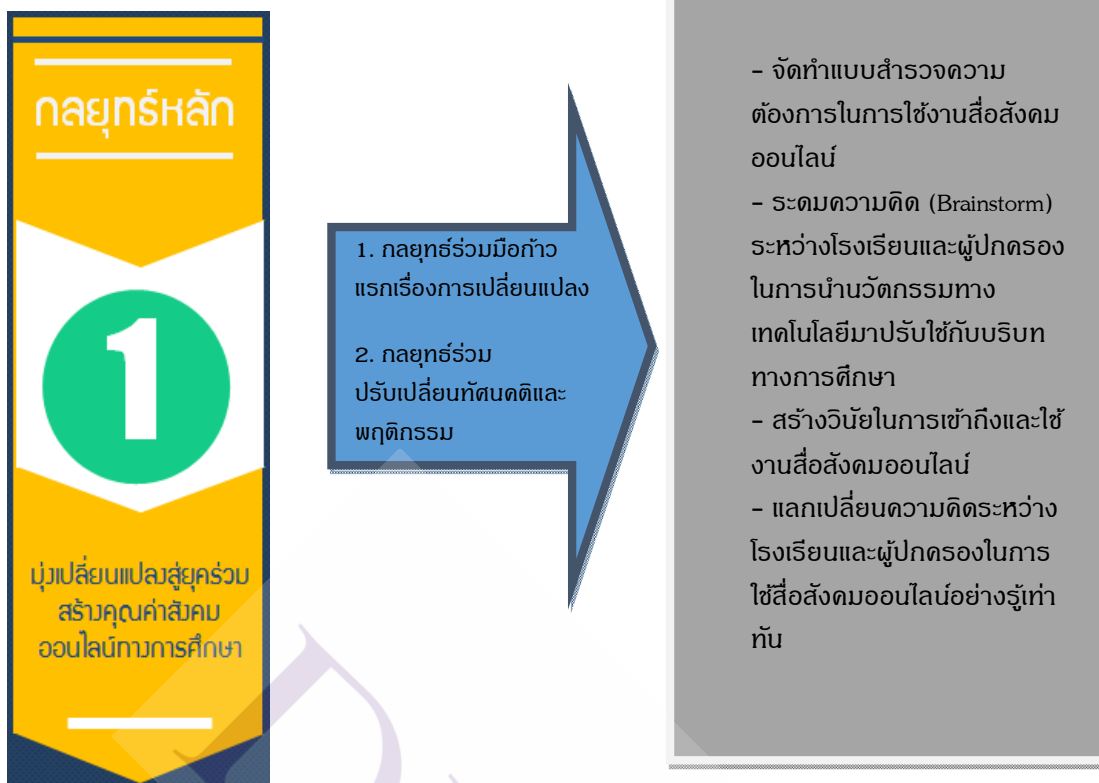 กลยุทธ์หลัก
1
มุ่งเปลี่ยนแปลงสู่ยุคร่วม
สร้างคุณค่าสังคม
ออนไลน์ทางการศึกษา
1. กลยุทธ์ร่วมมือก้าว
แรกเรื่องการเปลี่ยนแปลง
2. กลยุทธ์ร่วม
ปรับเปลี่ยนทัศนคติและ
พฤติกรรม
- จัดทำแบบสำรวจความ
ต้องการในการใช้งานสื่อสังคม
ออนไลน์
- ระดมความคิด (Brainstorm)
ระหว่างโรงเรียนและผู้ปกครอง
ในการนำนวัตกรรมทาง
เทคโนโลยีมาปรับใช้กับบริบท
ทางการศึกษา
- สร้างวินัยในการเข้าถึงและใช้
งานสื่อสังคมออนไลน์
- แลกเปลี่ยนความคิดระหว่าง
โรงเรียนและผู้ปกครองในการ
ใช้สื่อสังคมออนไลน์อย่างรู้เท่า
ทัน